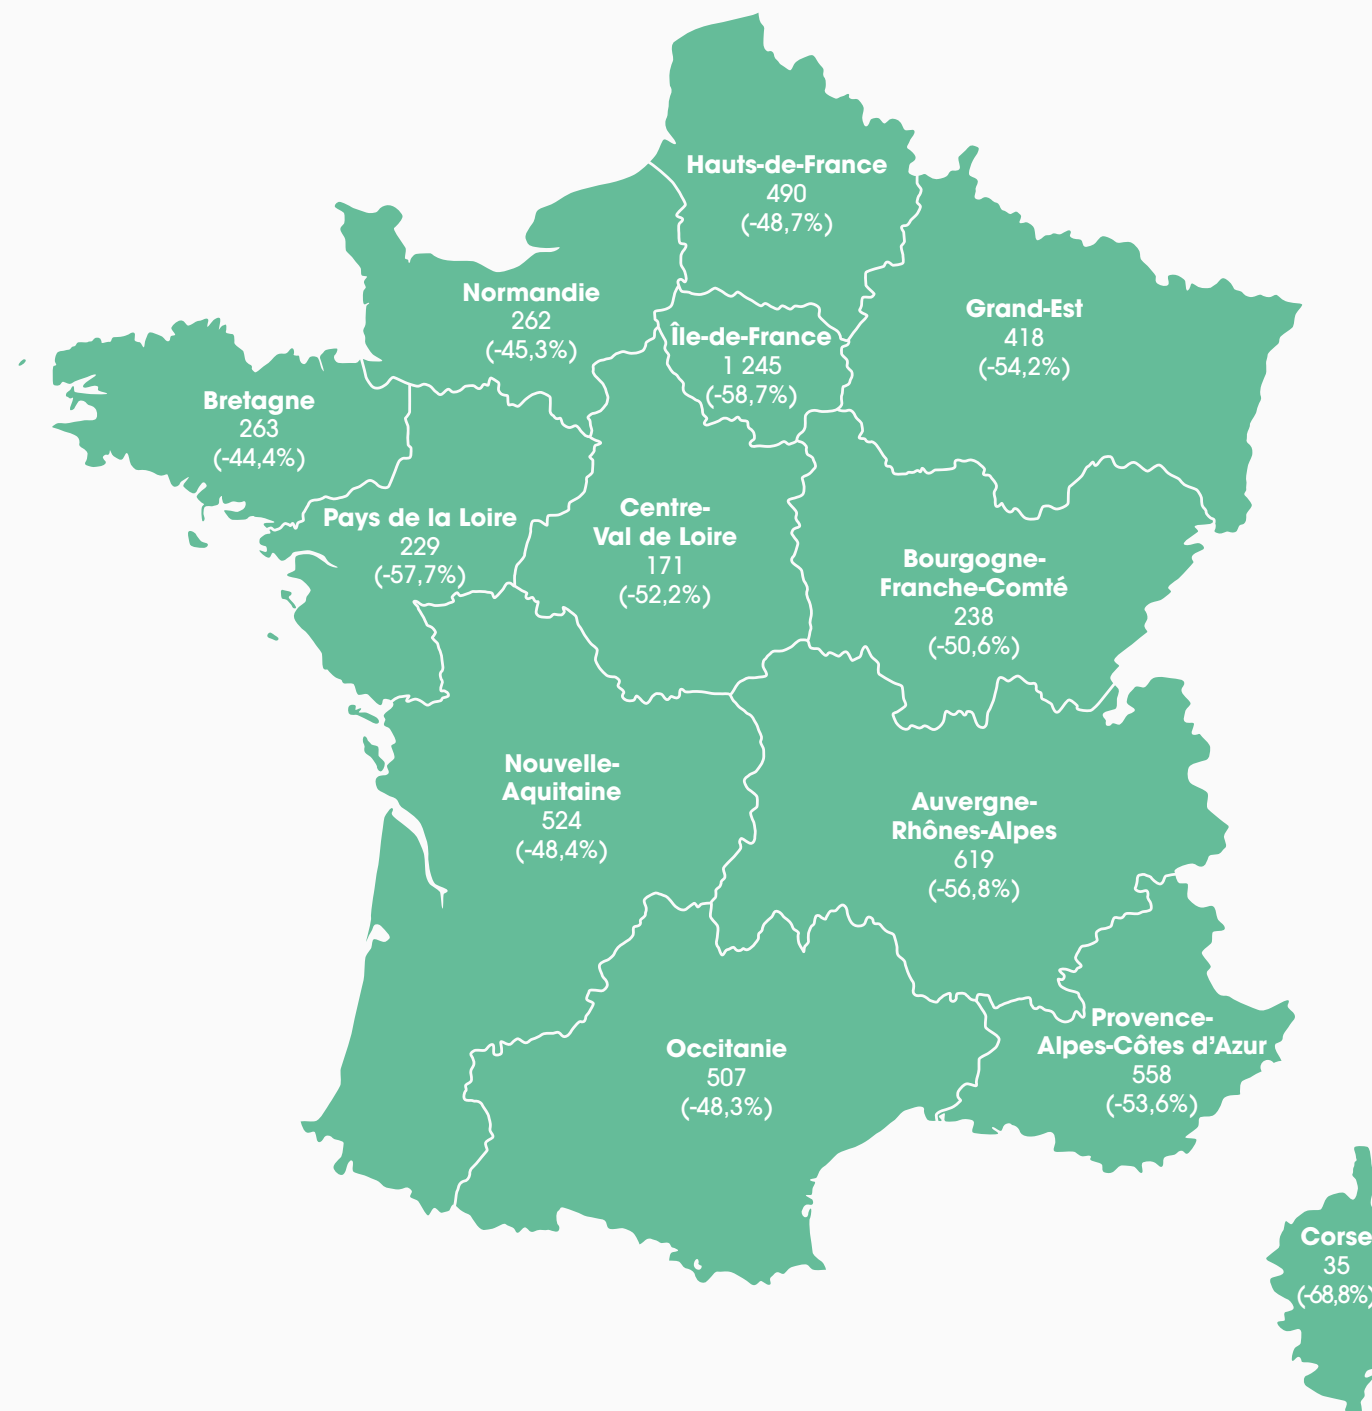 Hauts-de-France
490
(-48,7%)
Normandie
262
(-45,3%)
Île-de-France
1 245
(-58,7%)
Grand-Est
418
(-54,2%)
Bretagne
263
(-44,4%)
Pays de la Loire
229
(-57,7%)
Centre-
Val de Loire
171
(-52,2%)
Bourgogne-
Franche-Comté
238
(-50,6%)
Nouvelle-
Aquitaine
524
(-48,4%)
Auvergne-
Rhônes-Alpes
619
(-56,8%)
Occitanie
507
(-48,3%)
Provence-
Alpes-Côtes d'Azur
558
(-53,6%)
Corse
35
(-68,8%)